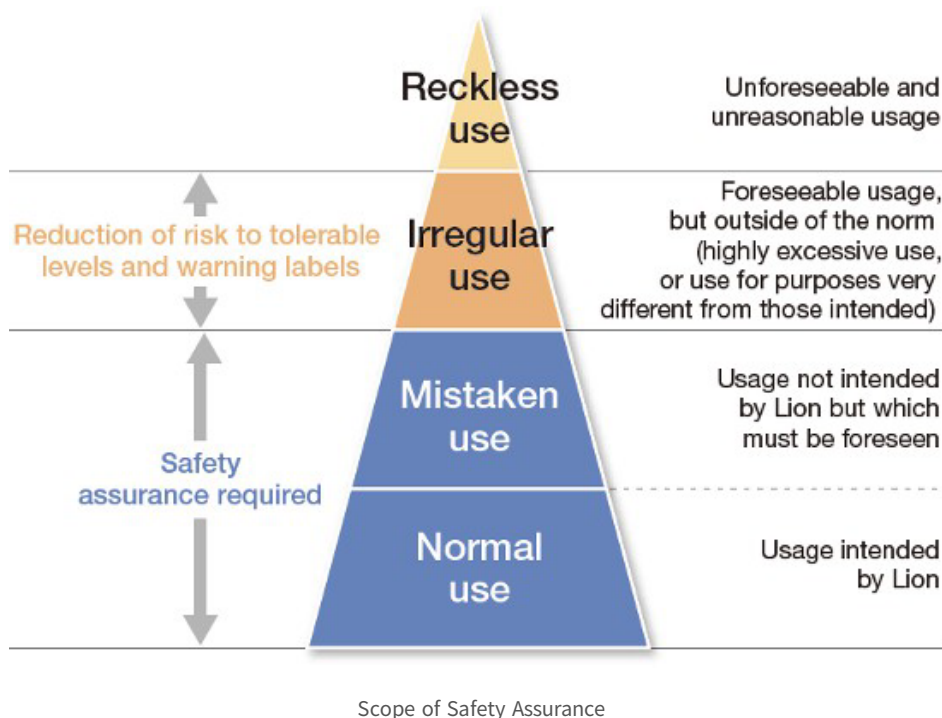 Reckless
use
Unforeseeable and
unreasonable usage
Reduction of risk to tolerable
levels and warning labels
Irregular
use
Foreseeable usage,
but outside of the norm
(highly excessive use,
or use for purposes very
different from those intended)
Safety
assurance required
Mistaken
use
Usage not intended
by Lion but which
must be foreseen
Normal
use
Usage intended
by Lion
Scope of Safety Assurance